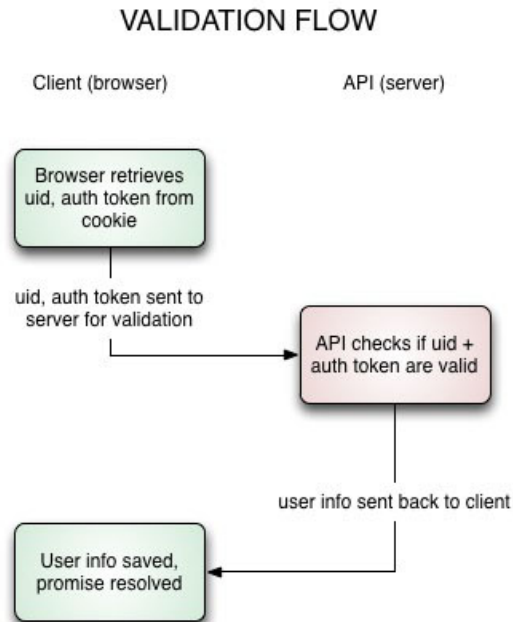 VALIDATION FLOW
Client (browser)
API (server)
Browser retrieves
uid, auth token from
cookie
uid, auth token sent to
server for validation
API checks if uid +
auth token are valid
user info sent back to client
User info saved,
promise resolved